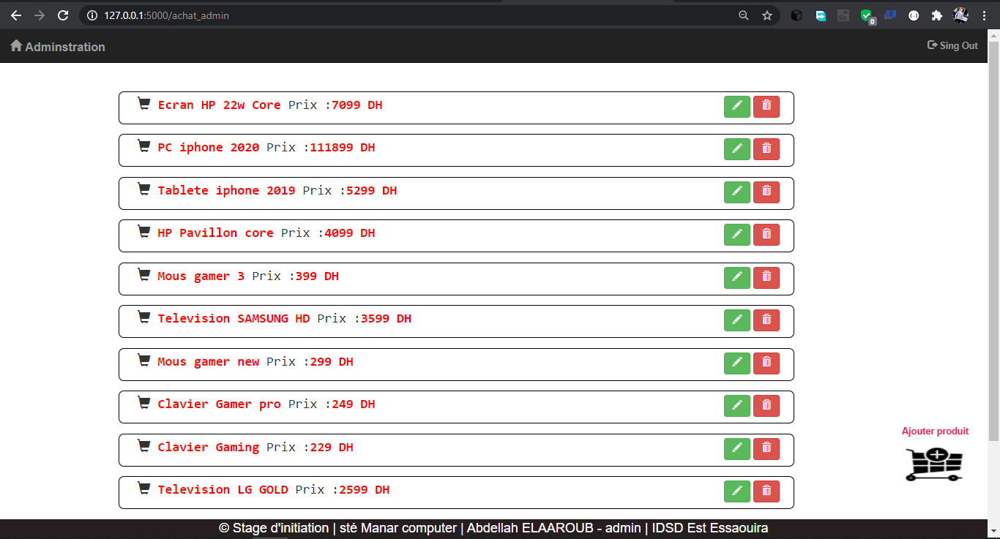 127.0.0.1:5000/achat_admin
0
Adminstration
Sing Out
Ecran HP 22w Core Prix :7099 DH
PC iphone 2020 Prix :111899 DH
Tablete iphone 2019 Prix :5299 DH
HP Pavillon core Prix :4099 DH
Mous gamer 3 Prix :399 DH
Television SAMSUNG HD Prix :3599 DH
Mous gamer new Prix :299 DH
Clavier Gamer pro Prix :249 DH
Clavier Gaming Prix :229 DH
Television LG GOLD Prix :2599 DH
Ajouter produit
© Stage d'initiation | sté Manar computer | Abdellah ELAAROUB - admin | IDSD Est Essaouira